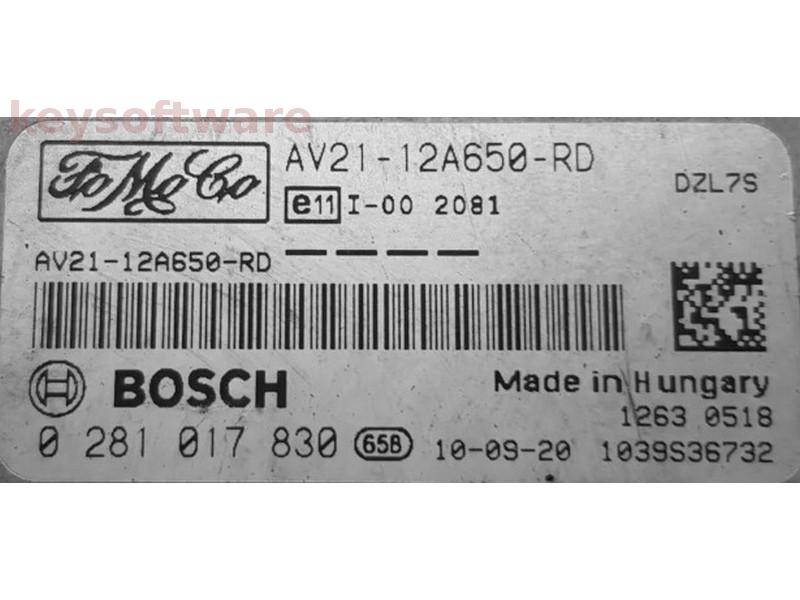 keysoftware
FoMoCo
AV21-12A650-RD
DZL7S
e11 I-00 2081
AV21-12A650-RD
BOSCH
Made in Hungary
1263 0518
0 281 017 830 65B
10-09-20 1039S36732